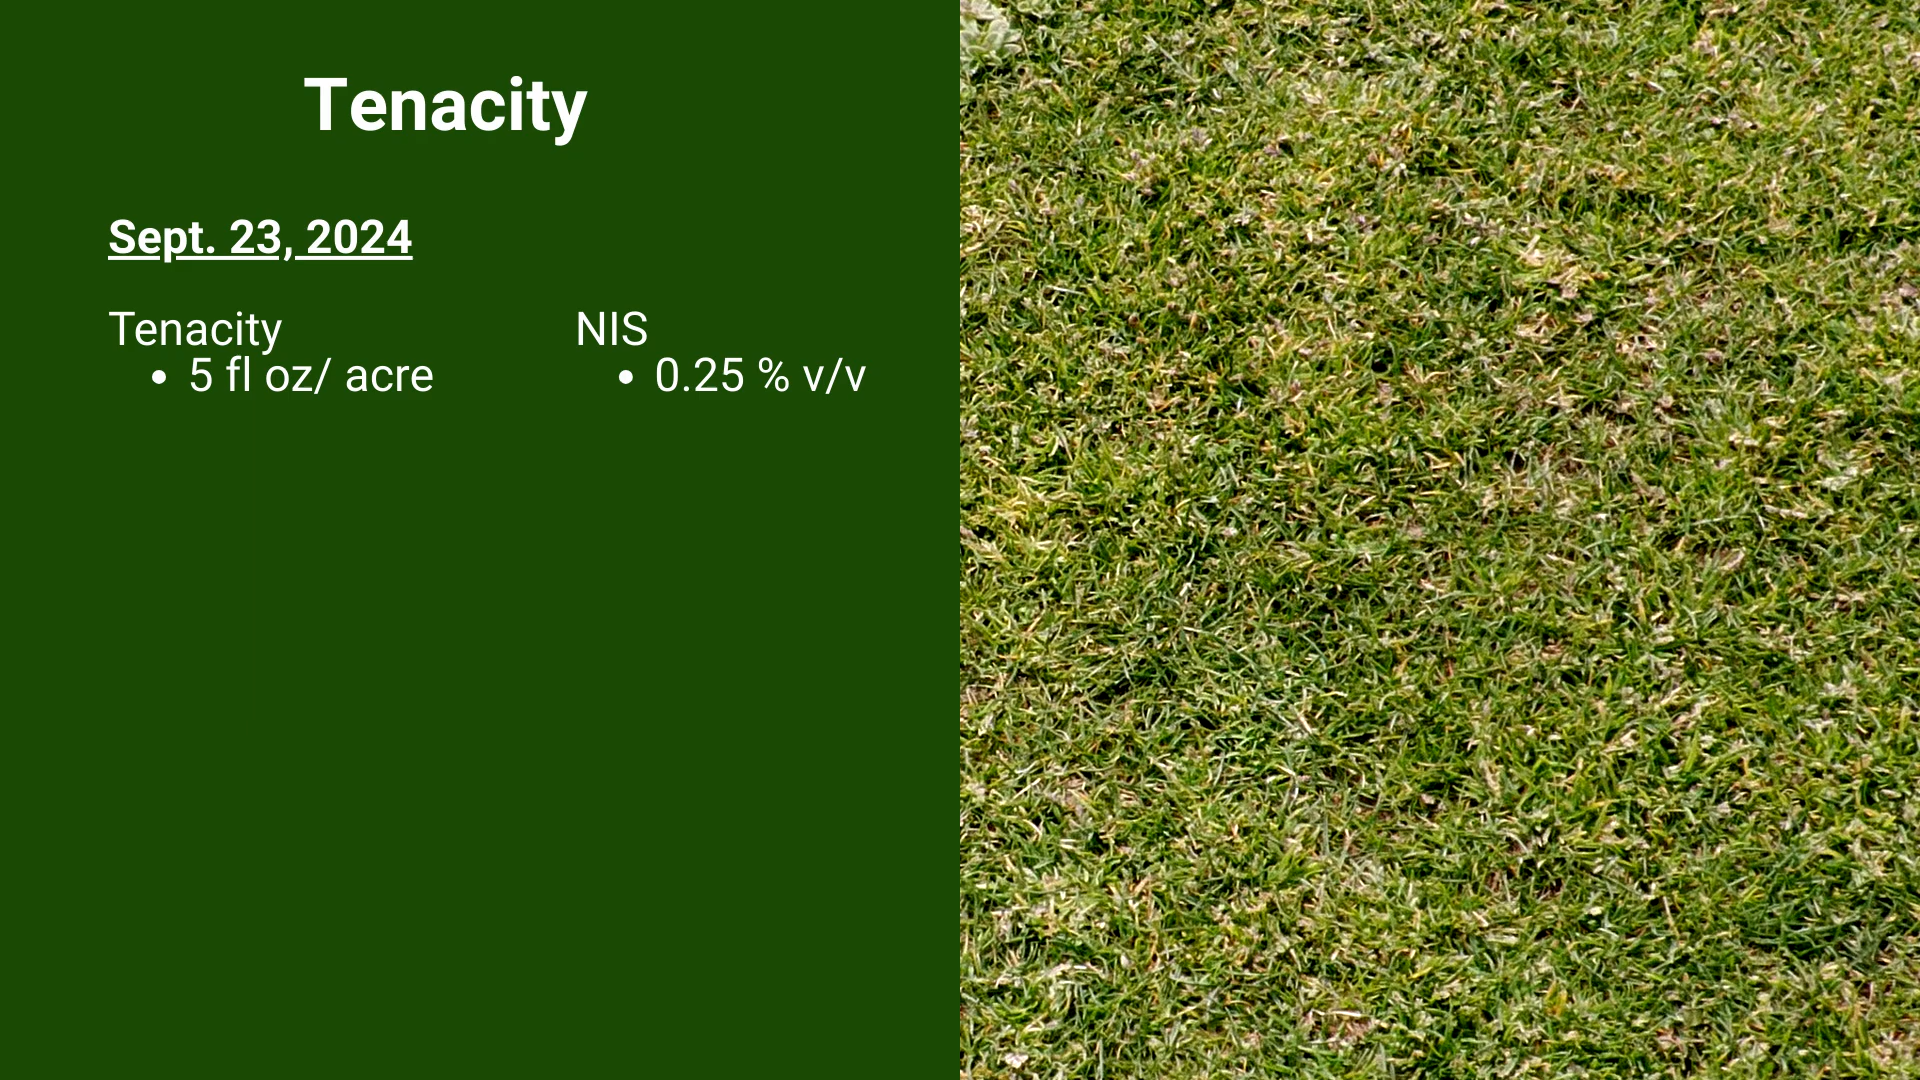 Tenacity
Sept. 23, 2024
Tenacity
• 5 fl oz/ acre
NIS
• 0.25 % v/v